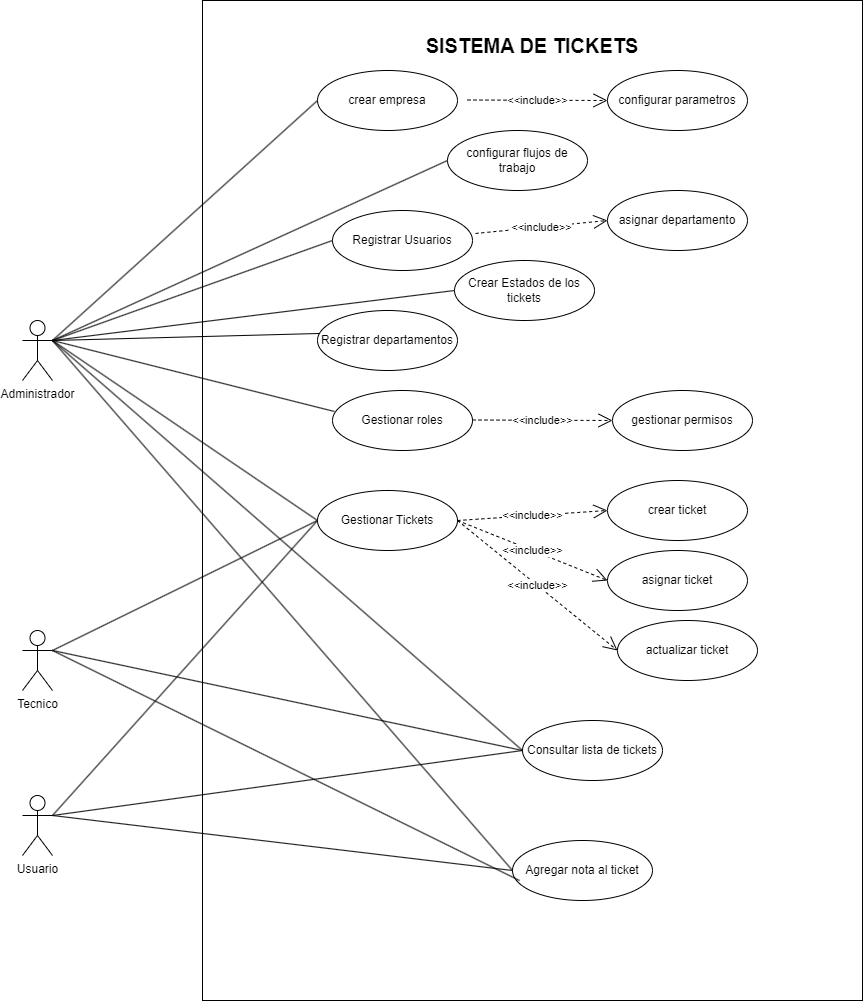 SISTEMA DE TICKETS
crear empresa
<<include>>
configurar parametros
configurar flujos de
trabajo
Registrar Usuarios
<<include>>
asignar departamento
Crear Estados de los
tickets
Registrar departamentos
Administrador
Gestionar roles
<<include>>
gestionar permisos
Gestionar Tickets
<<include>>
crear ticket
<<include>>
asignar ticket
<<include>>
actualizar ticket
Tecnico
Consultar lista de tickets
Usuario
Agregar nota al ticket